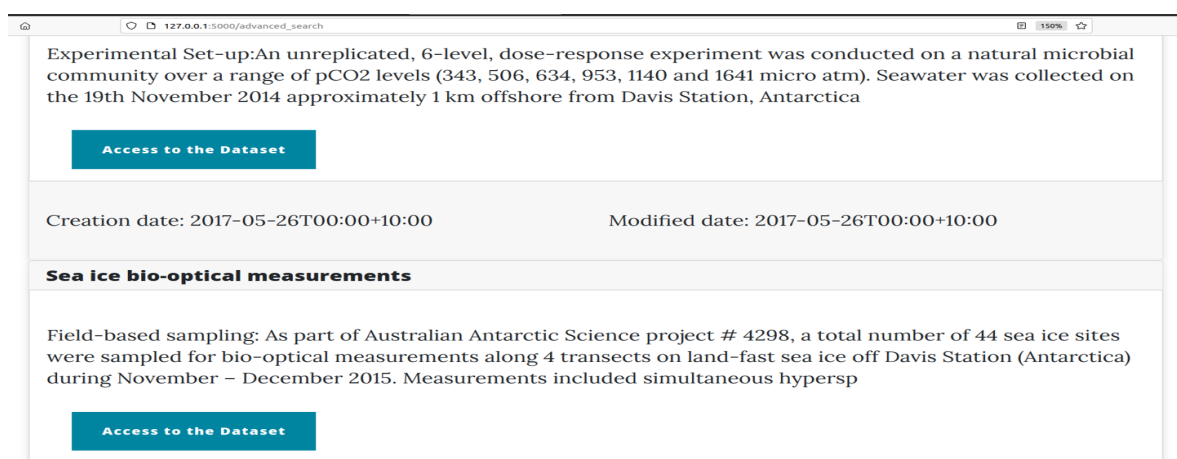 127.0.0.1:5000/advanced_search
150%
Experimental Set-up:An unreplicated, 6-level, dose-response experiment was conducted on a natural microbial
community over a range of pCO2 levels (343, 506, 634, 953, 1140 and 1641 micro atm). Seawater was collected on
the 19th November 2014 approximately 1 km offshore from Davis Station, Antarctica
Access to the Dataset
Creation date: 2017-05-26T00:00+10:00 Modified date: 2017-05-26T00:00+10:00
Sea ice bio-optical measurements
Field-based sampling: As part of Australian Antarctic Science project # 4298, a total number of 44 sea ice sites
were sampled for bio-optical measurements along 4 transects on land-fast sea ice off Davis Station (Antarctica)
during November – December 2015. Measurements included simultaneous hypersp
Access to the Dataset